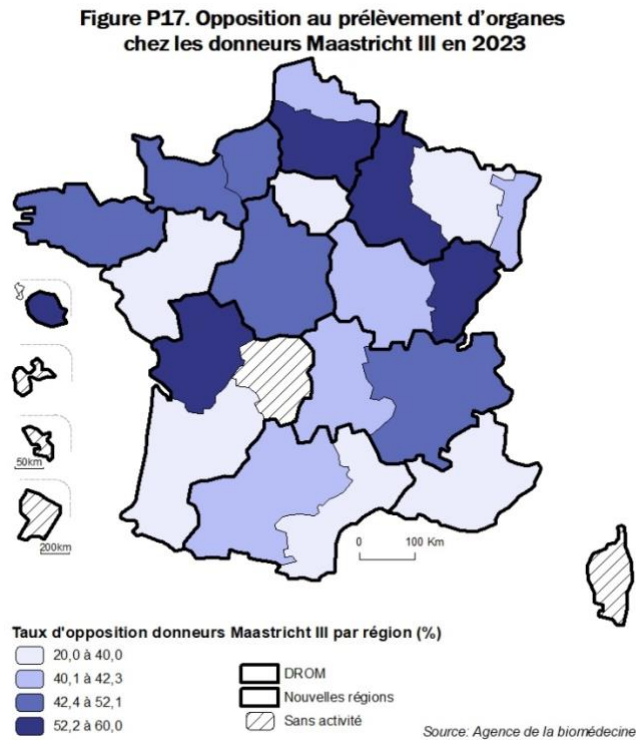 Figure P17. Opposition au prélèvement d'organes
chez les donneurs Maastricht III en 2023
50km
200km
0 100 Km
Taux d'opposition donneurs Maastricht III par région (%)
20,0 à 40,0
40,1 à 42,3
42,4 à 52,1
52,2 à 60,0
DROM
Nouvelles régions
Sans activité
Source: Agence de la biomédecine